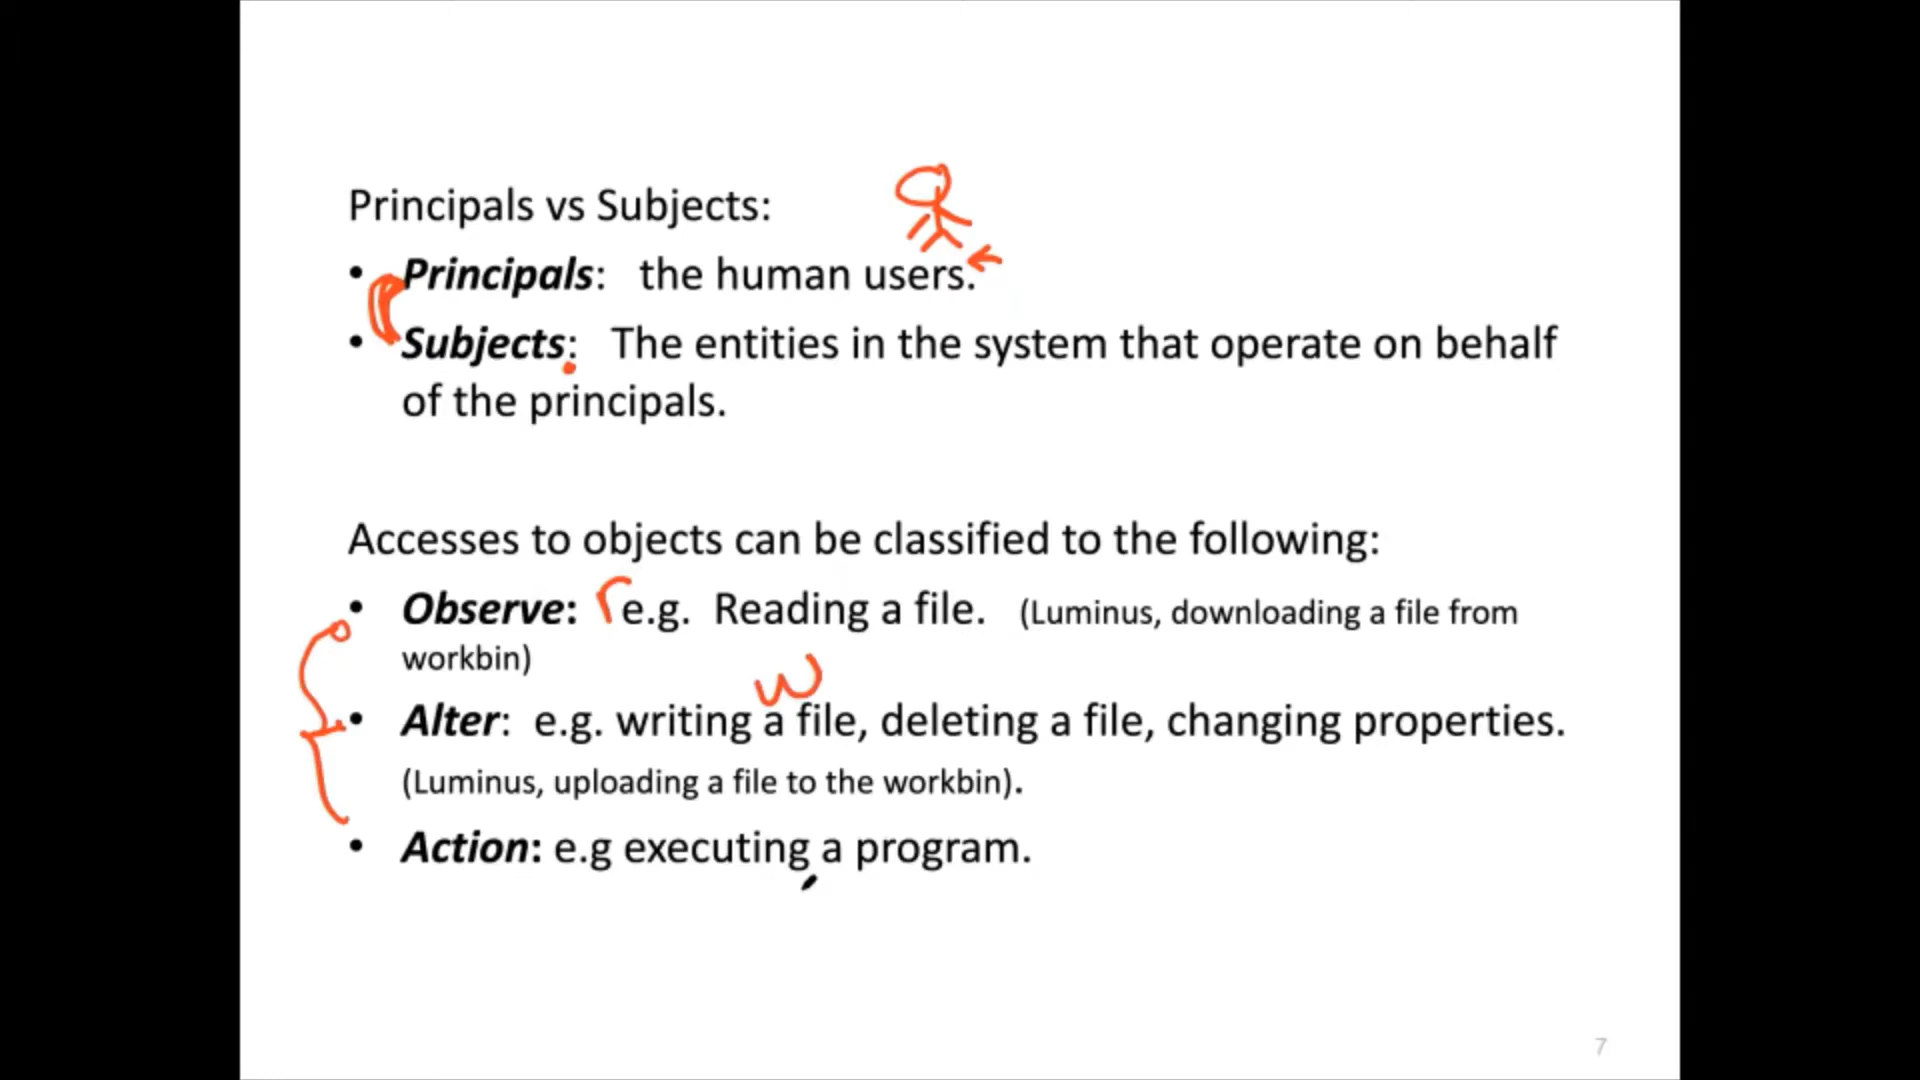 Principals vs Subjects:
• Principals: the human users.
• Subjects: The entities in the system that operate on behalf
of the principals.
Accesses to objects can be classified to the following:
• Observe: r e.g. Reading a file. (Luminus, downloading a file from
workbin)
w
• Alter: e.g. writing a file, deleting a file, changing properties.
(Luminus, uploading a file to the workbin).
• Action: e.g executing a program.
7